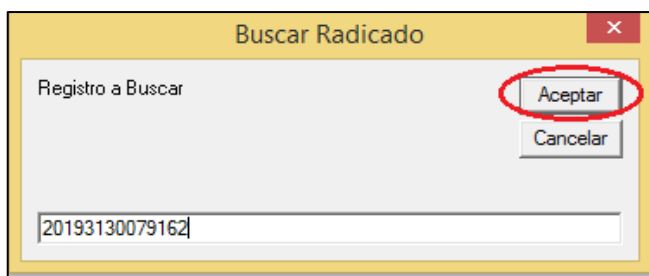 Buscar Radicado
Registro a Buscar
Aceptar
Cancelar
20193130079162